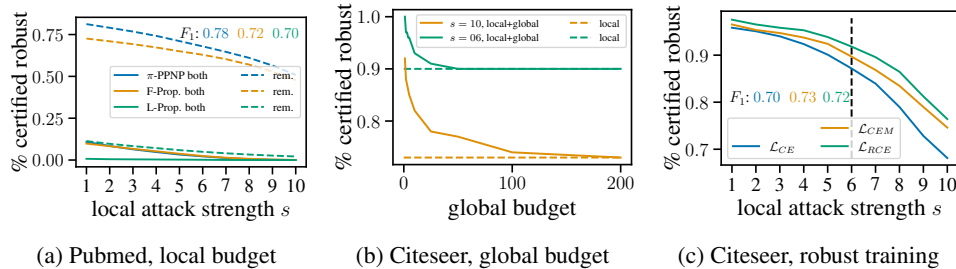 % certified robust
0.75
0.50
0.25
0.00
F₁: 0.78 0.72 0.70
π-PPNP both rem.
F-Prop. both rem.
L-Prop. both rem.
1 2 3 4 5 6 7 8 9 10
local attack strength s
(a) Pubmed, local budget
% certified robust
1.0
0.9
0.8
s = 10, local+global local
s = 06, local+global local
0 100 200
global budget
(b) Citeseer, global budget
% certified robust
0.9
0.8
0.7
F₁: 0.70 0.73 0.72
ℒCEM
ℒCE ℒRCE
1 2 3 4 5 6 7 8 9 10
local attack strength s
(c) Citeseer, robust training